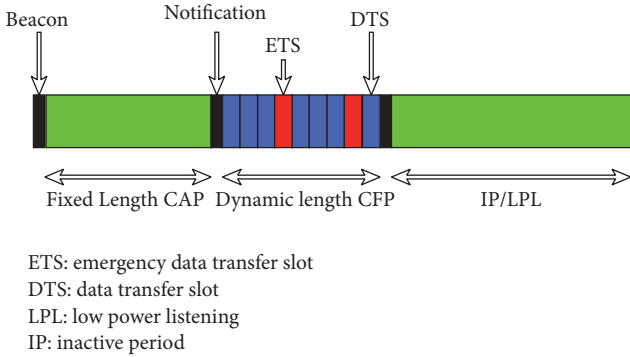 Beacon
Notification
ETS
DTS
Fixed Length CAP
Dynamic length CFP
IP/LPL
ETS: emergency data transfer slot
DTS: data transfer slot
LPL: low power listening
IP: inactive period